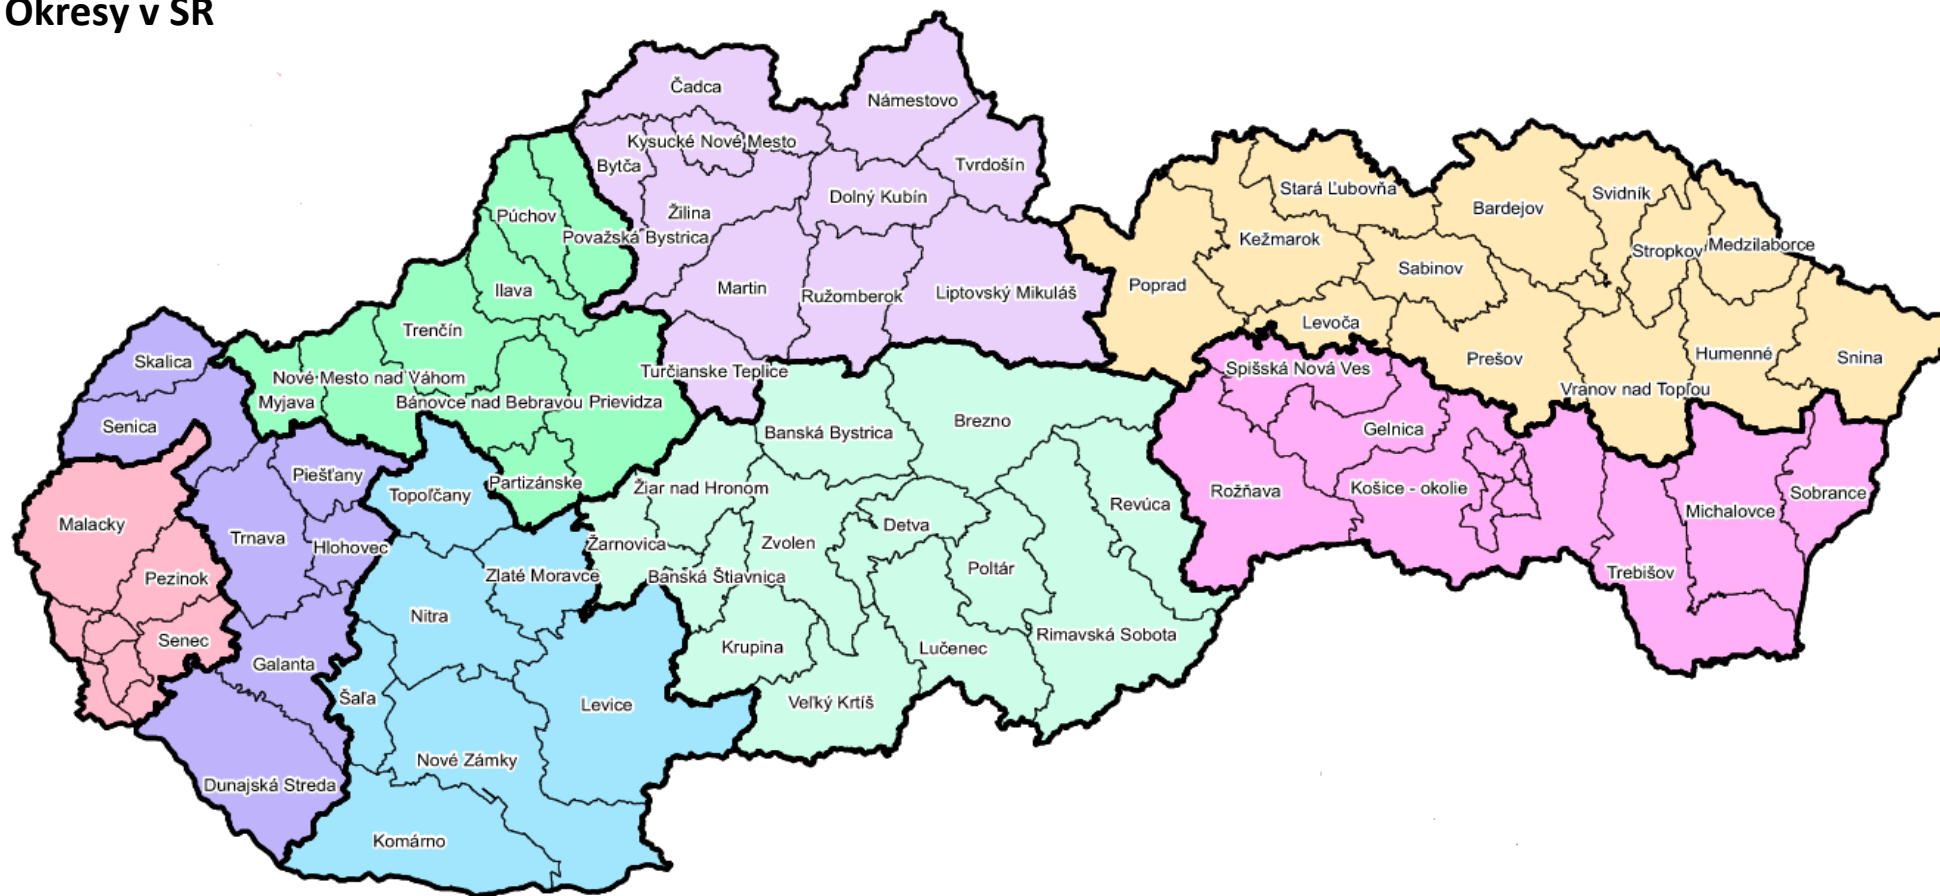 Okresy v SR
Čadca
Námestovo
Kysucké Nové Mesto
Bytča
Tvrdošín
Dolný Kubín
Stará Ľubovňa
Svidník
Bardejov
Púchov
Žilina
Považská Bystrica
Kežmarok
Stropkov
Medzilaborce
Sabinov
Ilava
Martin
Ružomberok
Liptovský Mikuláš
Poprad
Trenčín
Levoča
Skalica
Prešov
Humenné
Snina
Turčianske Teplice
Spišská Nová Ves
Nové Mesto nad Váhom
Vranov nad Topľou
Myjava
Bánovce nad Bebravou
Prievidza
Senica
Banská Bystrica
Brezno
Gelnica
Piešťany
Topoľčany
Partizánske
Žiar nad Hronom
Rožňava
Košice - okolie
Sobrance
Revúca
Michalovce
Malacky
Trnava
Hlohovec
Žarnovica
Zvolen
Detva
Pezinok
Zlaté Moravce
Banská Štiavnica
Poltár
Trebišov
Nitra
Senec
Krupina
Lučenec
Rimavská Sobota
Galanta
Šaľa
Levice
Veľký Krtíš
Nové Zámky
Dunajská Streda
Komárno